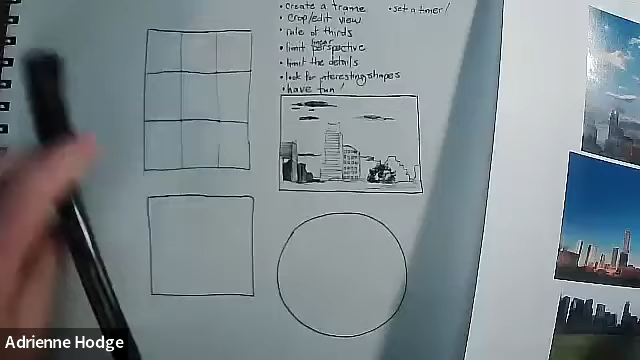 • create a frame • set a timer!
• crop/edit view
• rule of thirds
• limit linear perspective
• limit the details
• look for interesting shapes
• have fun!
Adrienne Hodge